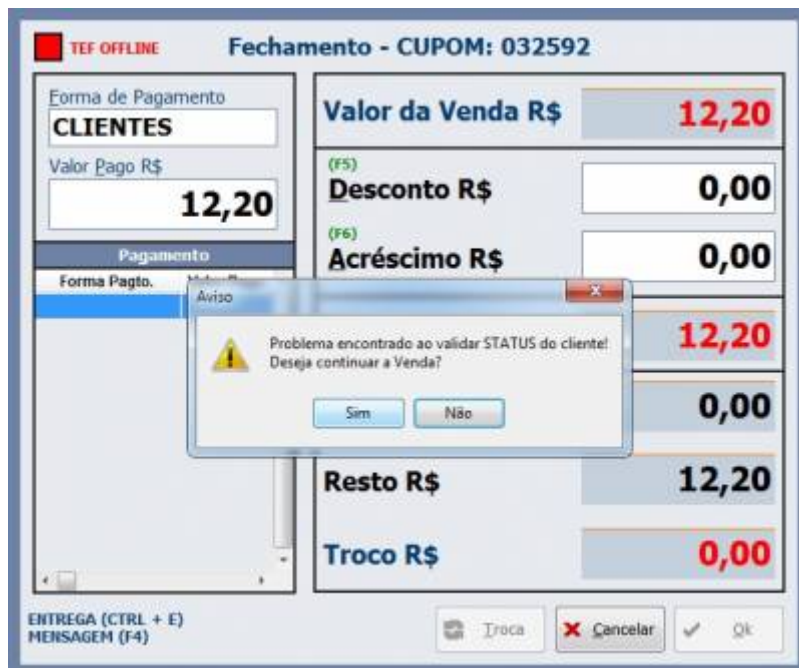 TEF OFFLINE
Fechamento - CUPOM: 032592
Forma de Pagamento
CLIENTES
Valor Pago R$
12,20
Pagamento
Forma Pagto.
Valor da Venda R$ 12,20
(F5)
Desconto R$ 0,00
(F6)
Acréscimo R$ 0,00
Aviso
Problema encontrado ao validar STATUS do cliente!
Deseja continuar a Venda?
Sim Não
12,20
0,00
Resto R$ 12,20
Troco R$ 0,00
ENTREGA (CTRL + E)
MENSAGEM (F4)
Troca Cancelar Ok